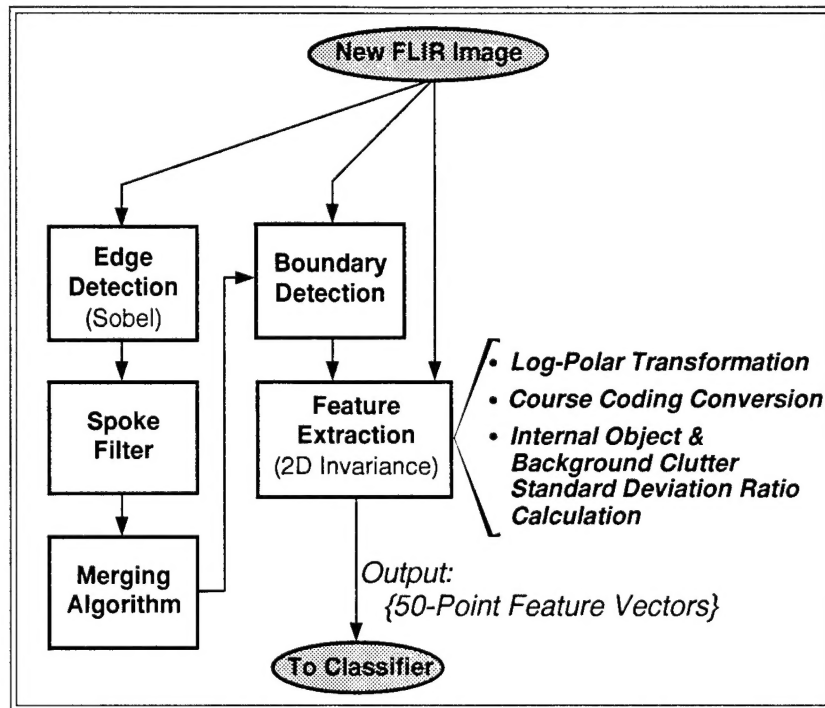 New FLIR Image
Edge
Detection
(Sobel)
Boundary
Detection
Spoke
Filter
Feature
Extraction
(2D Invariance)
• Log-Polar Transformation
• Course Coding Conversion
• Internal Object &
Background Clutter
Standard Deviation Ratio
Calculation
Merging
Algorithm
Output:
{50-Point Feature Vectors}
To Classifier